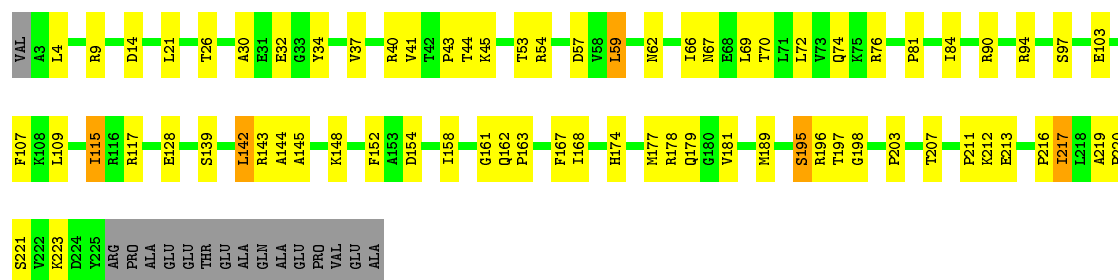 VAL A3 L4 R9 D14 L21 T26 A30 E31 E32 G33 Y34 V37 R40 V41 T42 P43 T44 K45 T53 R54 D57 V58 L59 N62 I66 N67 E68 L69 T70 L71 L72 V73 Q74 K75 R76 P81 I84 R90 R94 S97 E103
F107 K108 L109 I115 R116 R117 E128 S139 L142 R143 A144 A145 K148 F152 A153 D154 I158 G161 Q162 P163 F167 I168 H174 M177 R178 Q179 G180 V181 M189 S195 R196 T197 G198 P203 T207 P211 K212 E213 P216 I217 L218 A219 P220
S221 V222 K223 D224 Y225 ARG PRO ALA GLU GLU THR GLU ALA GLN ALA GLU PRO VAL GLU ALA